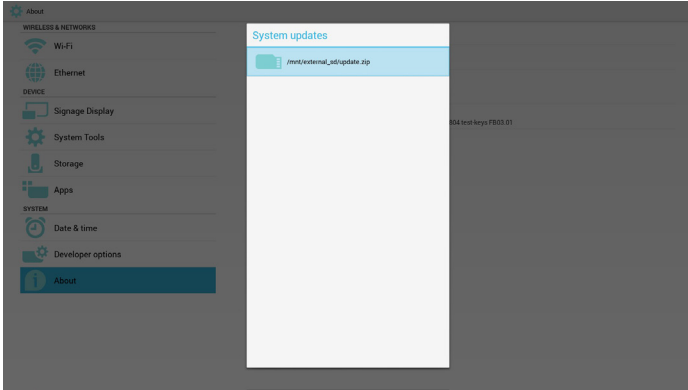 About
WIRELESS & NETWORKS
Wi-Fi
Ethernet
DEVICE
Signage Display
System Tools
Storage
Apps
SYSTEM
Date & time
Developer options
About
System updates
/mnt/external_sd/update.zip
804 test-keys FB03.01